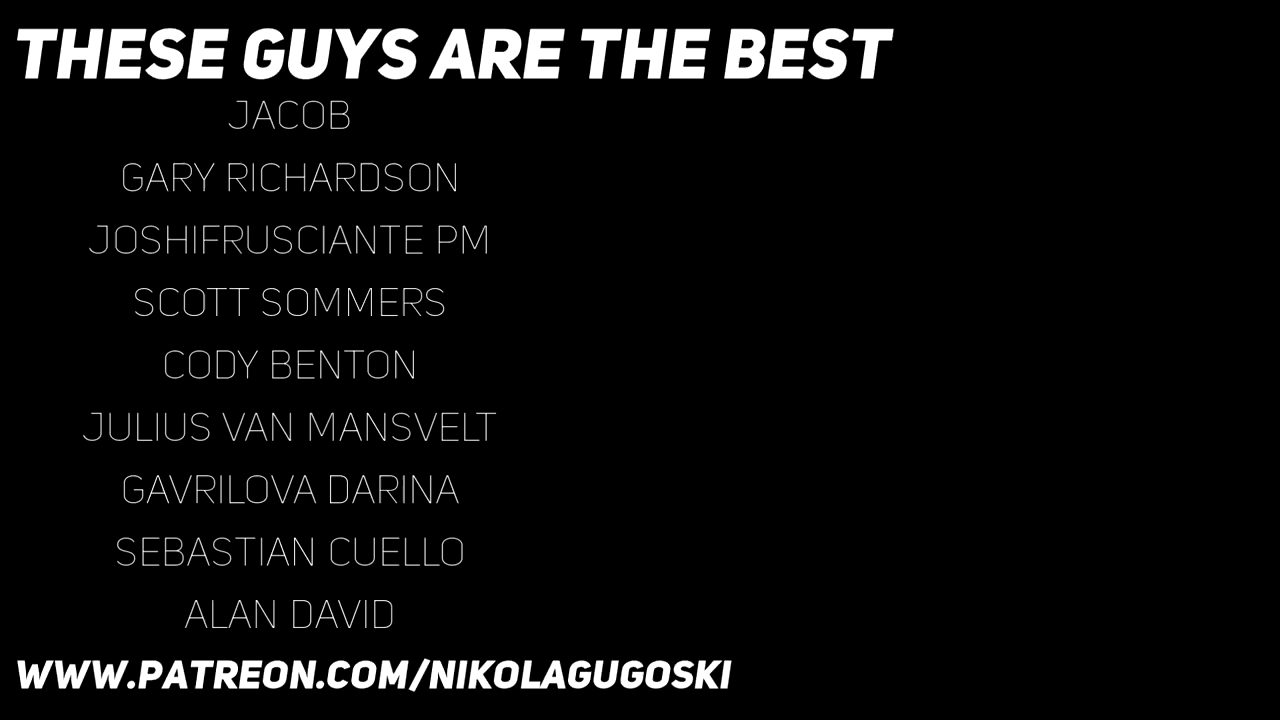 THESE GUYS ARE THE BEST
JACOB
GARY RICHARDSON
JOSHIFRUSCIANTE PM
SCOTT SOMMERS
CODY BENTON
JULIUS VAN MANSVELT
GAVRILOVA DARINA
SEBASTIAN CUELLO
ALAN DAVID
WWW.PATREON.COM/NIKOLAGUGOSKI